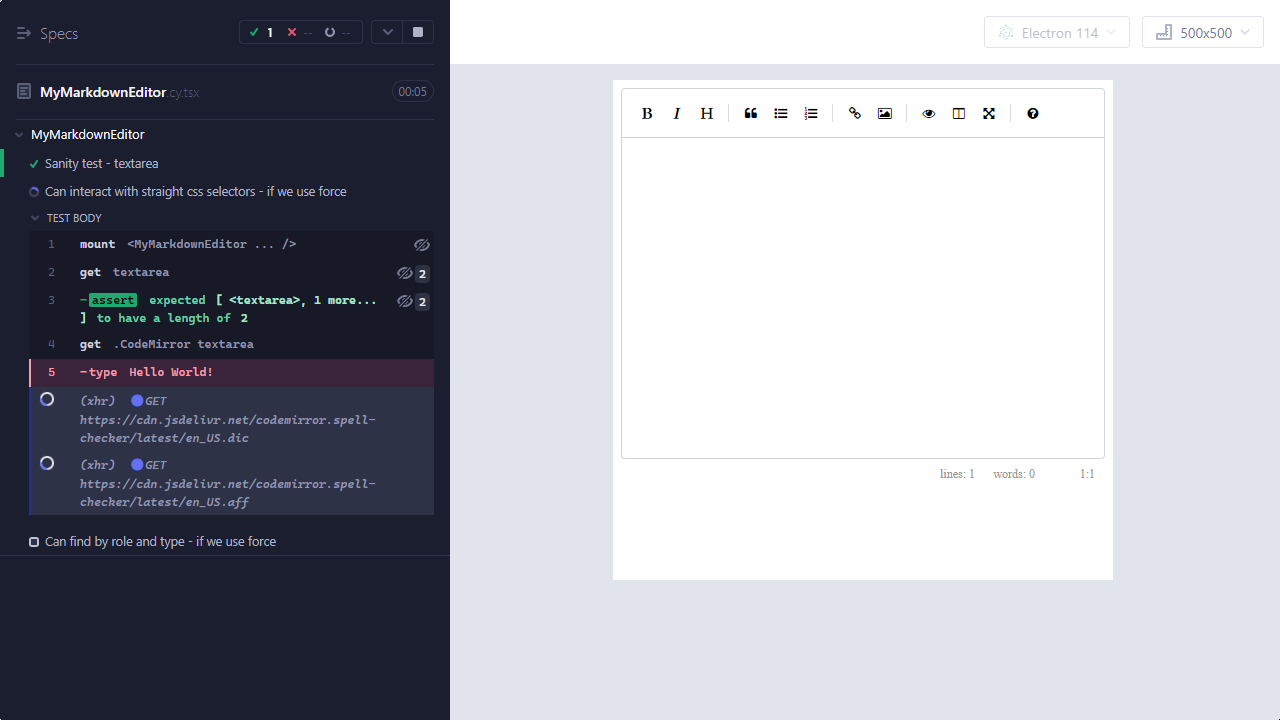 Specs
1
--
--
Electron 114
500x500
MyMarkdownEditor.cy.tsx
00:05
MyMarkdownEditor
Sanity test - textarea
Can interact with straight css selectors - if we use force
TEST BODY
1 mount <MyMarkdownEditor ... />
2 get textarea 2
3 -assert expected [ <textarea>, 1 more... 2
] to have a length of 2
4 get .CodeMirror textarea
5 -type Hello World!
(xhr) GET
https://cdn.jsdelivr.net/codemirror.spell-
checker/latest/en_US.dic
(xhr) GET
https://cdn.jsdelivr.net/codemirror.spell-
checker/latest/en_US.aff
Can find by role and type - if we use force
B I H
lines: 1 words: 0 1:1